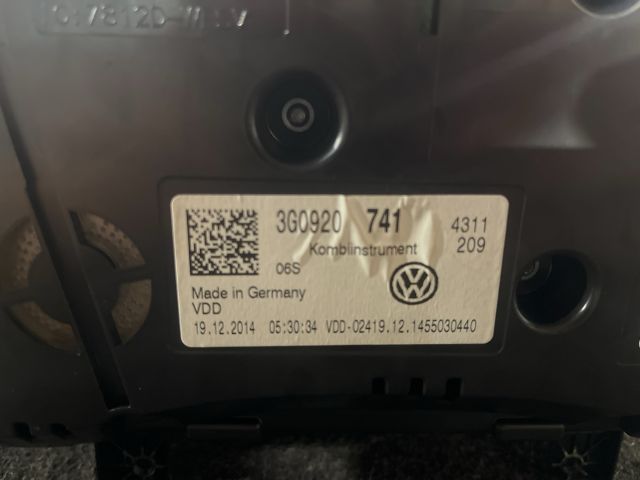 3G0920 741 4311
Kombiinstrument 209
06S
Made in Germany
VDD
19.12.2014 05:30:34 VDD-02419.12.1455030440